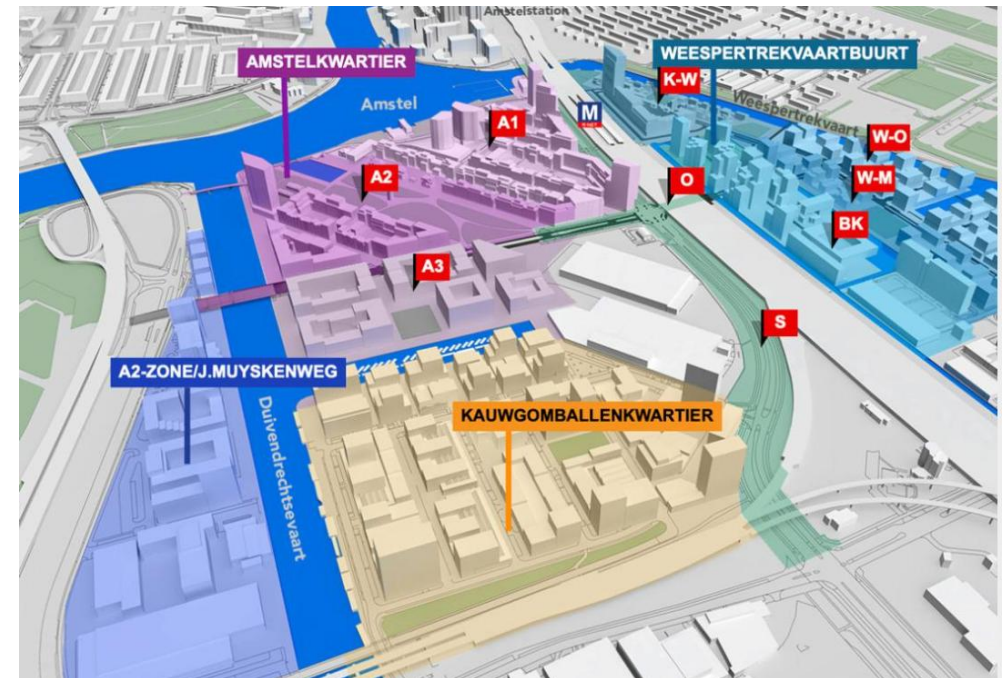 Amstelstation
AMSTELKWARTIER
WEESPERTREKVAARTBUURT
K-W
Amstel
Weespertrekvaart
M
A1
W-O
A2
O
W-M
BK
A3
S
A2-ZONE/J.MUYSKENWEG
Duivendrechtsevaart
KAUWGOMBALLENKWARTIER